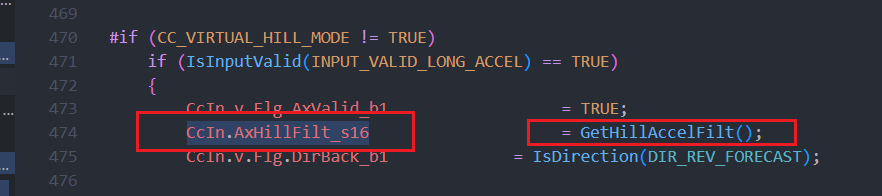 469
470 #if (CC_VIRTUAL_HILL_MODE != TRUE)
471 if (IsInputValid(INPUT_VALID_LONG_ACCEL) == TRUE)
472 {
473 CcIn.v.Flg.AxValid_b1 = TRUE;
474 CcIn.AxHillFilt_s16 = GetHillAccelFilt();
475 CcIn.v.Flg.DirBack_b1 = IsDirection(DIR_REV_FORECAST);
476